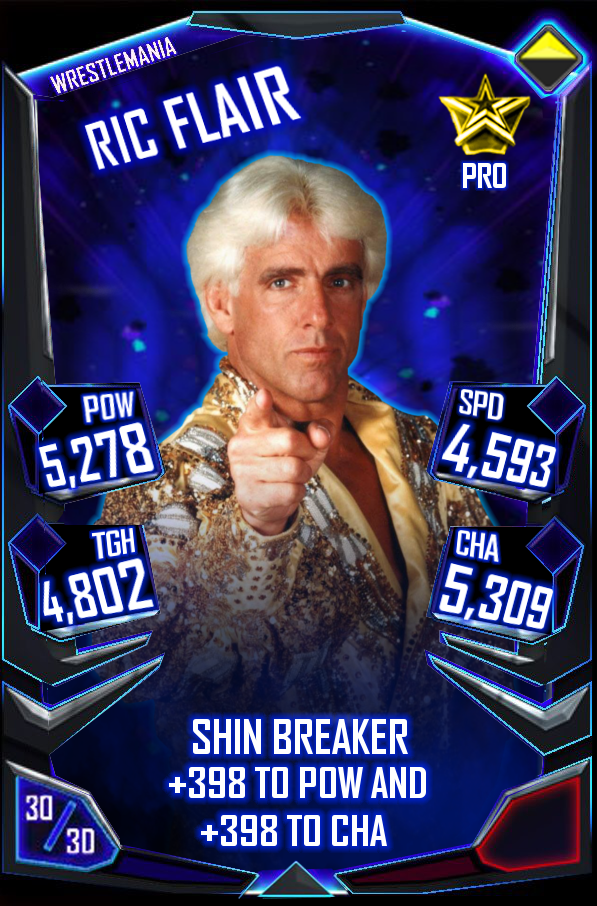 WRESTLEMANIA
RIC FLAIR
PRO
POW
5,278
SPD
4,593
TGH
4,802
CHA
5,309
SHIN BREAKER
+398 TO POW AND
+398 TO CHA
30/30